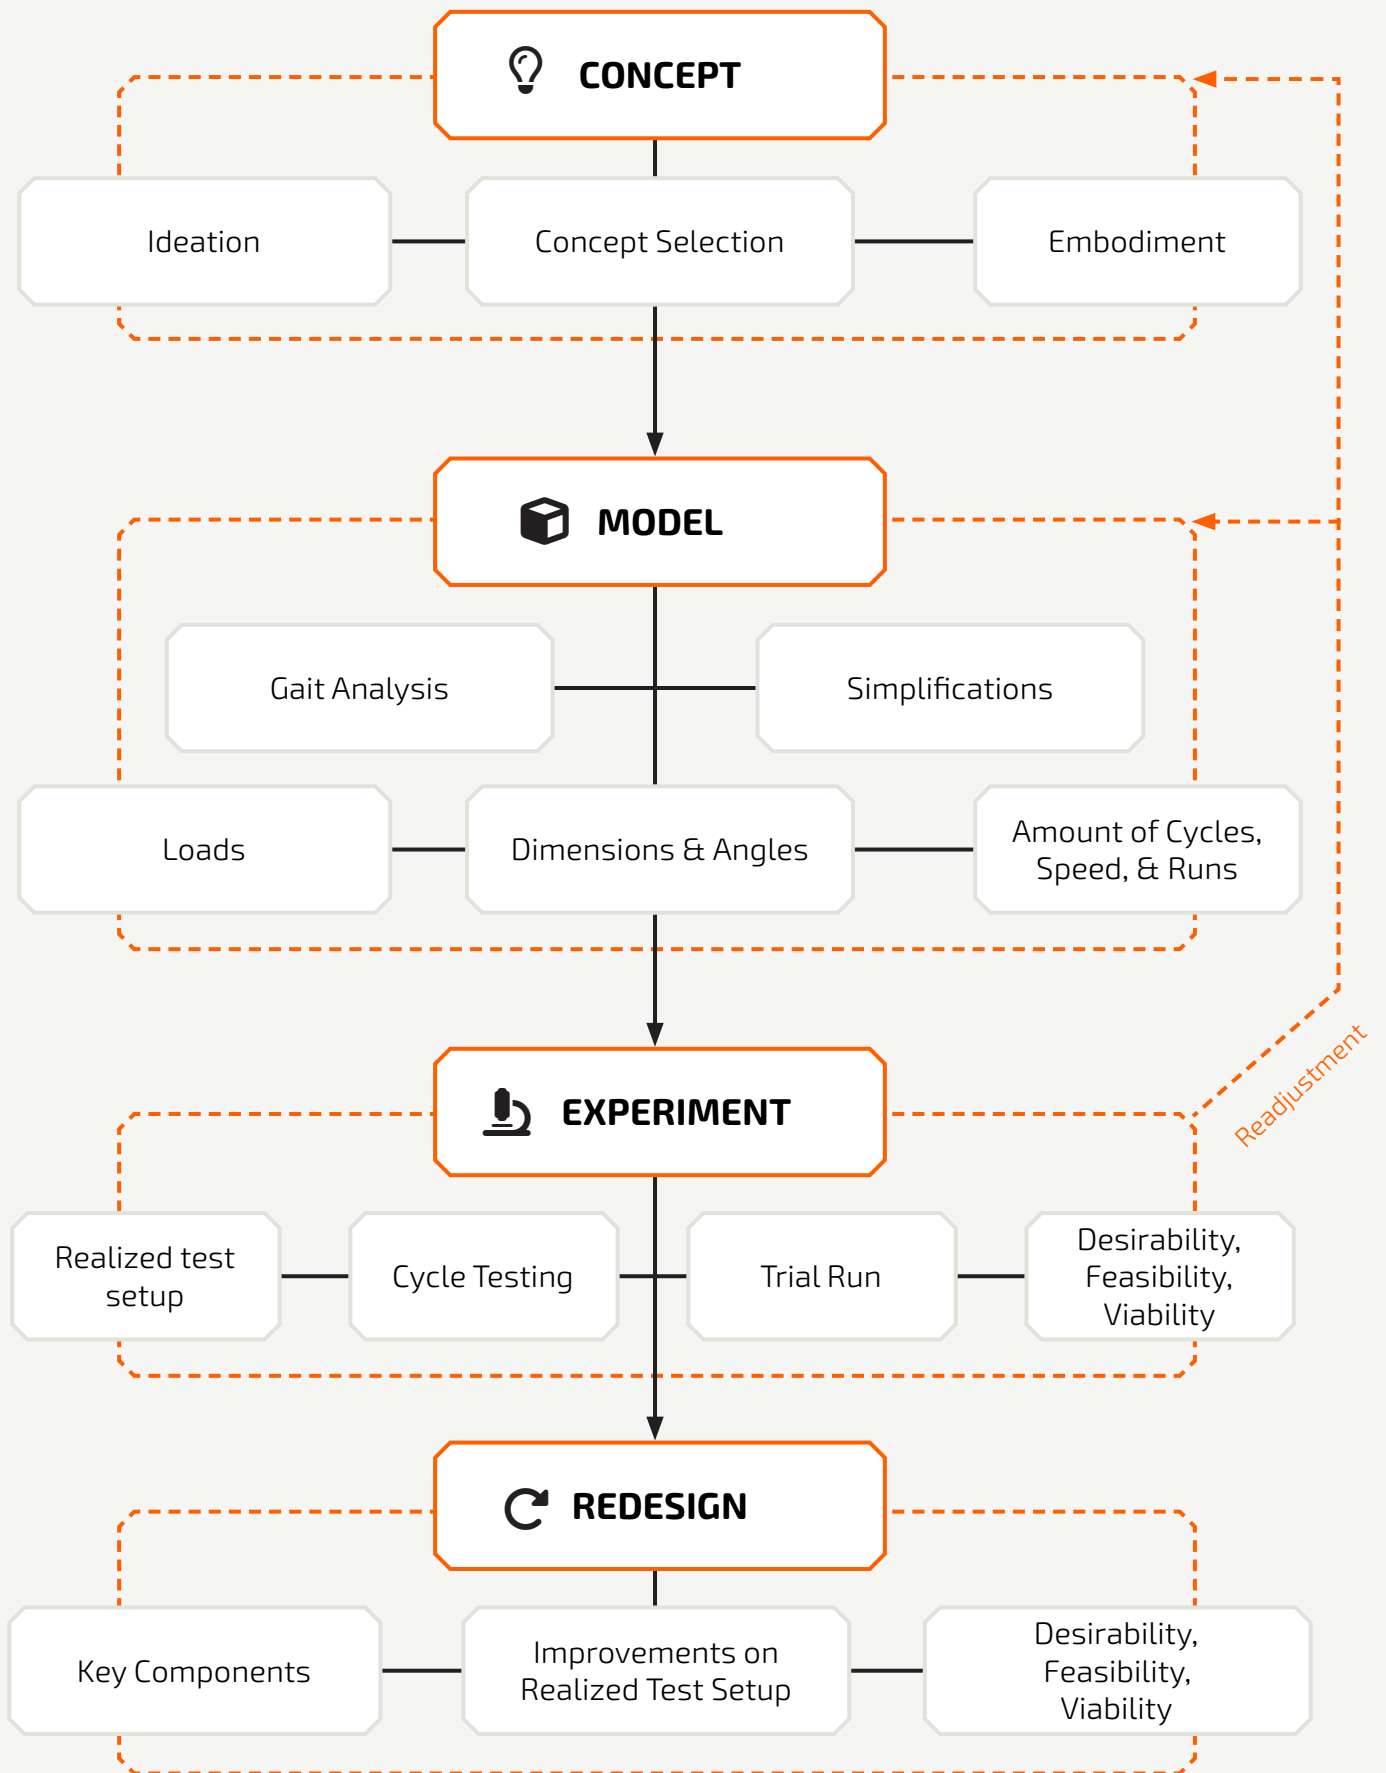 CONCEPT
Ideation
Concept Selection
Embodiment
MODEL
Gait Analysis
Simplifications
Loads
Dimensions & Angles
Amount of Cycles,
Speed, & Runs
Readjustment
EXPERIMENT
Realized test
setup
Cycle Testing
Trial Run
Desirability,
Feasibility,
Viability
REDESIGN
Key Components
Improvements on
Realized Test Setup
Desirability,
Feasibility,
Viability